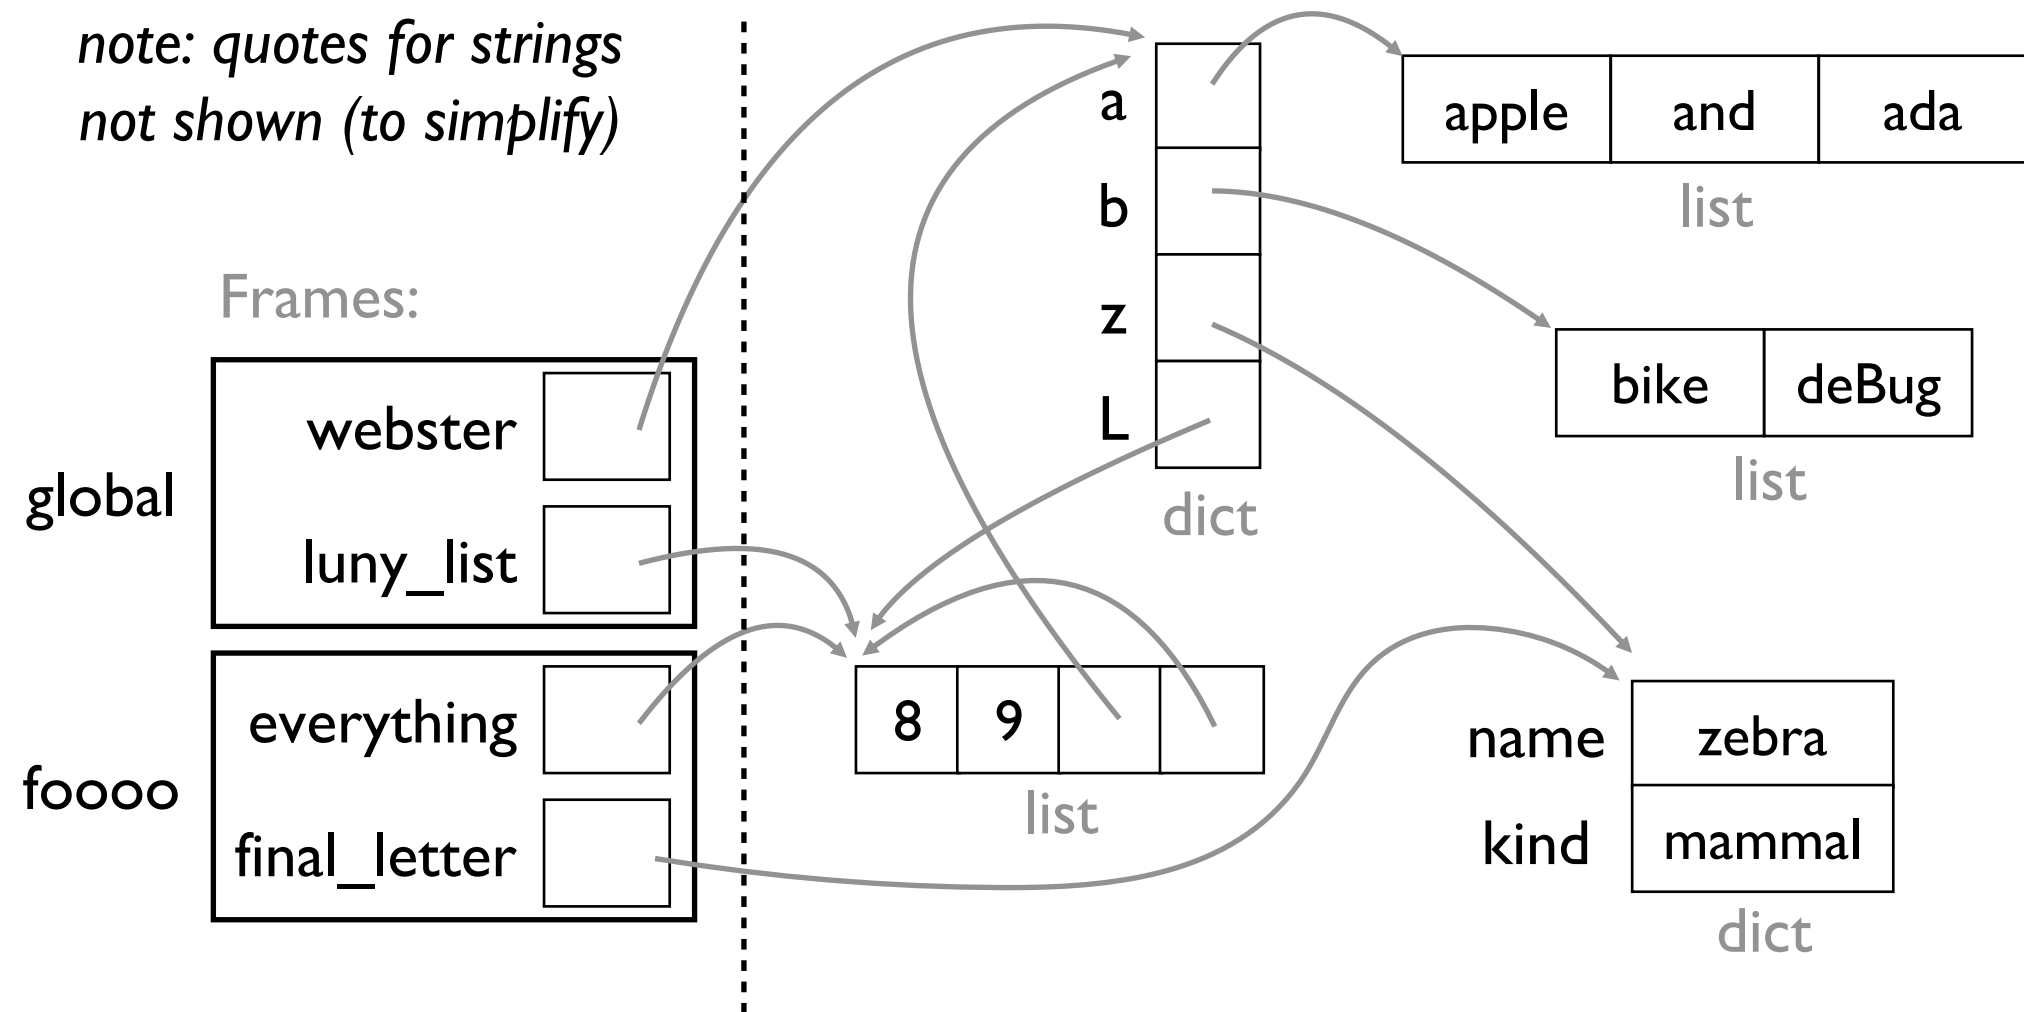 note: quotes for strings
not shown (to simplify)
Frames:
global
webster
luny_list
foooo
everything
final_letter
a
b
z
L
dict
apple and ada
list
bike deBug
list
8 9
list
name zebra
kind mammal
dict